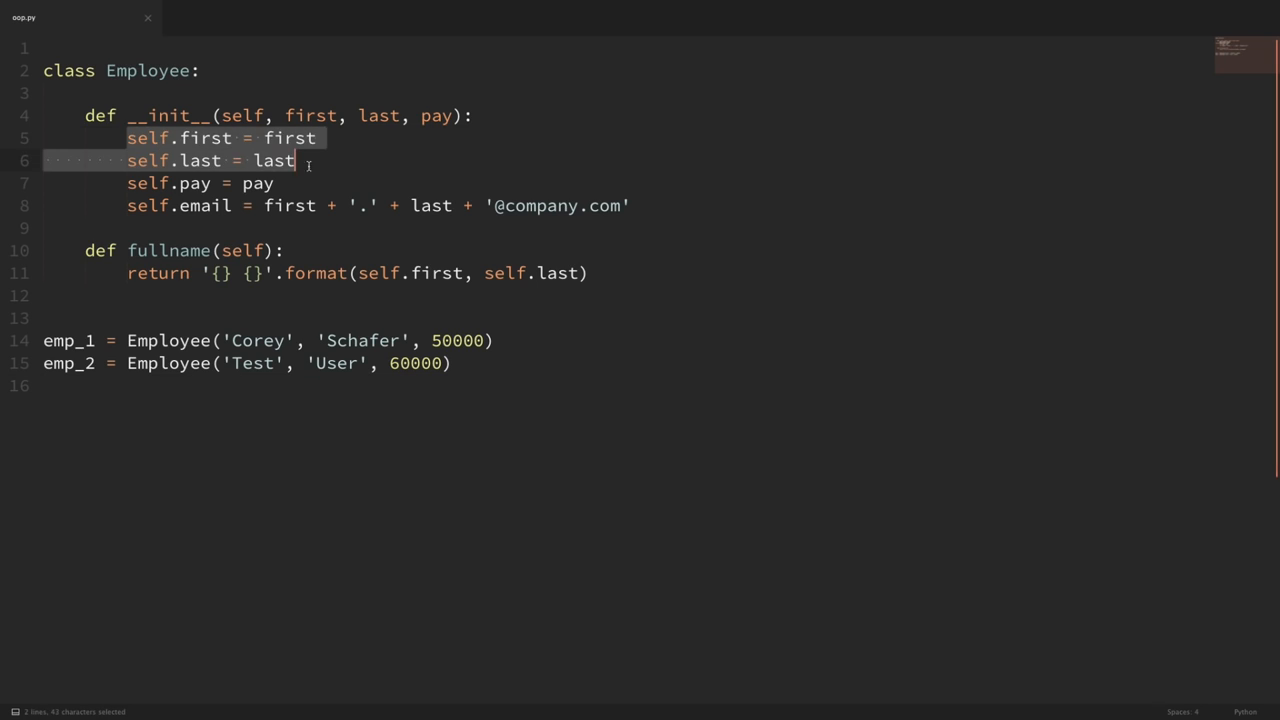 oop.py
1
2 class Employee:
3
4     def __init__(self, first, last, pay):
5         self.first = first
6         self.last = last
7         self.pay = pay
8         self.email = first + '.' + last + '@company.com'
9
10     def fullname(self):
11         return '{} {}'.format(self.first, self.last)
12
13
14 emp_1 = Employee('Corey', 'Schafer', 50000)
15 emp_2 = Employee('Test', 'User', 60000)
16
2 lines, 43 characters selected Spaces: 4 Python